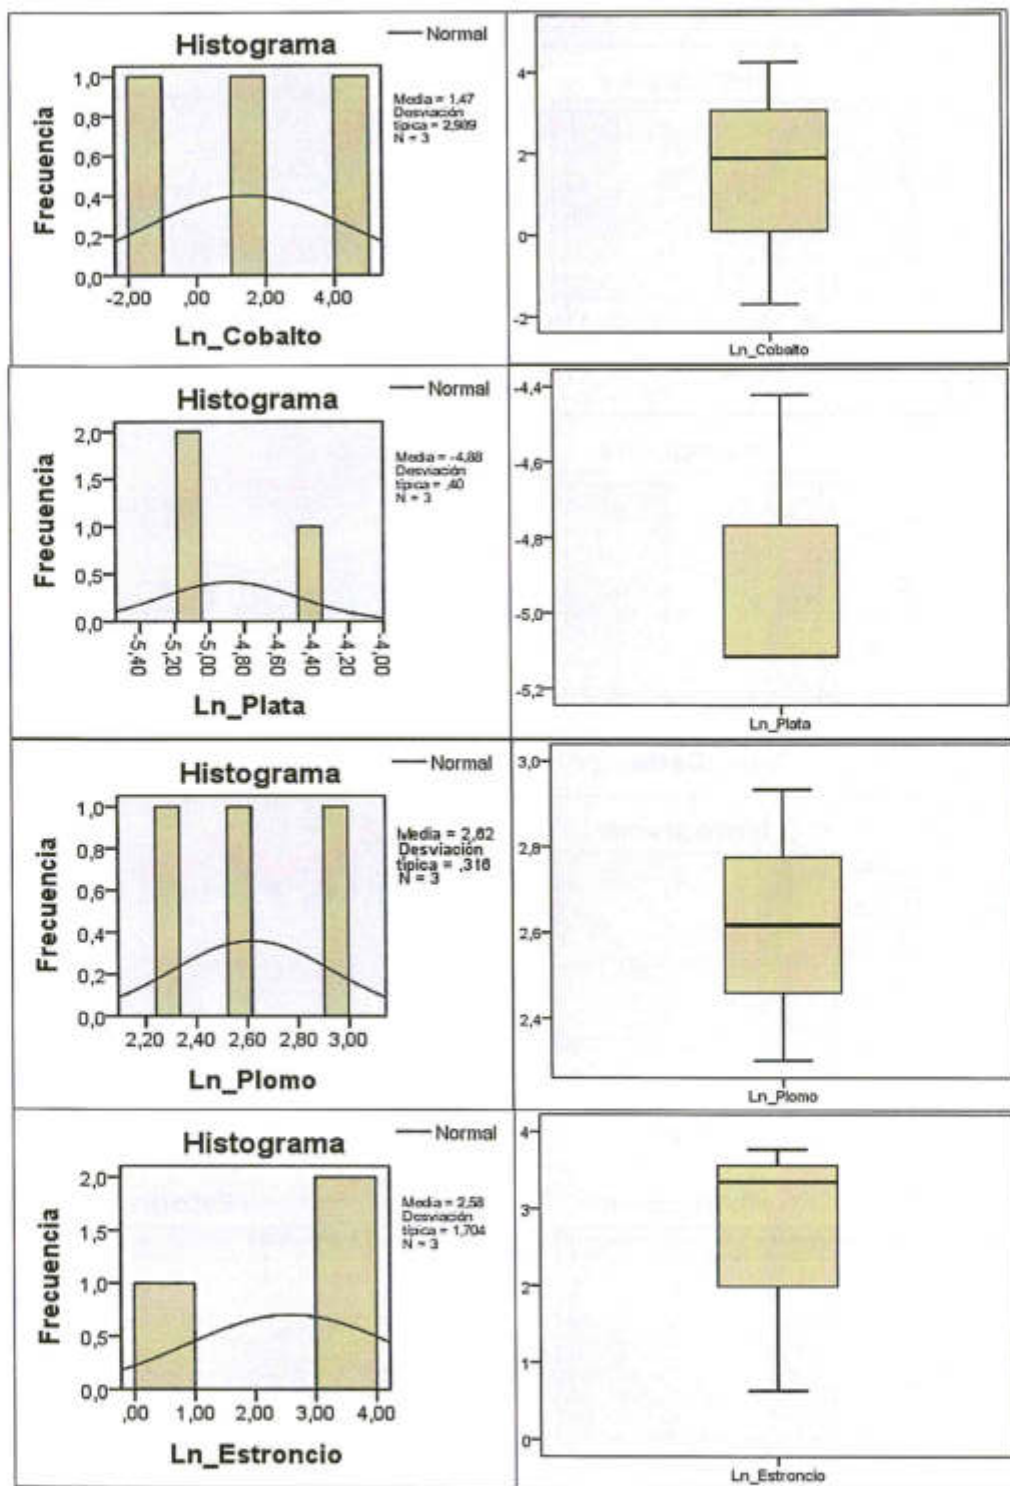 Histograma
Normal
Media = 1,47
Desviación
típica = 2,989
N = 3
Frecuencia
1,0
0,8
0,6
0,4
0,2
0,0
-2,00 ,00 2,00 4,00
Ln_Cobalto
4
2
0
-2
Ln_Cobalto
Histograma
Normal
Media = -4,88
Desviación
típica = ,40
N = 3
Frecuencia
2,0
1,5
1,0
0,5
0,0
-5,40 -5,20 -5,00 -4,80 -4,60 -4,40 -4,20 -4,00
Ln_Plata
-4,4
-4,6
-4,8
-5,0
-5,2
Ln_Plata
Histograma
Normal
Media = 2,62
Desviación
típica = ,316
N = 3
Frecuencia
1,0
0,8
0,6
0,4
0,2
0,0
2,20 2,40 2,60 2,80 3,00
Ln_Plomo
3,0
2,8
2,6
2,4
Ln_Plomo
Histograma
Normal
Media = 2,58
Desviación
típica = 1,704
N = 3
Frecuencia
2,0
1,5
1,0
0,5
0,0
,00 1,00 2,00 3,00 4,00
Ln_Estroncio
4
3
2
1
0
Ln_Estroncio